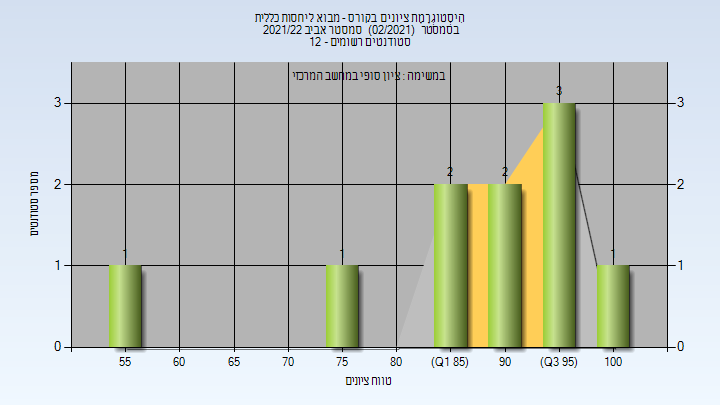 היסטוגרמת ציונים בקורס - מבוא ליחסות כללית
בסמסטר (02/2021) סמסטר אביב 2021/22
סטודנטים רשומים - 12
במשימה : ציון סופי במחשב המרכזי
3
3
3
2
2
2
2
1
1
1
1
1
0
0
מספר סטודנטים
55
60
65
70
75
80
(Q1 85)
90
(Q3 95)
100
טווח ציונים